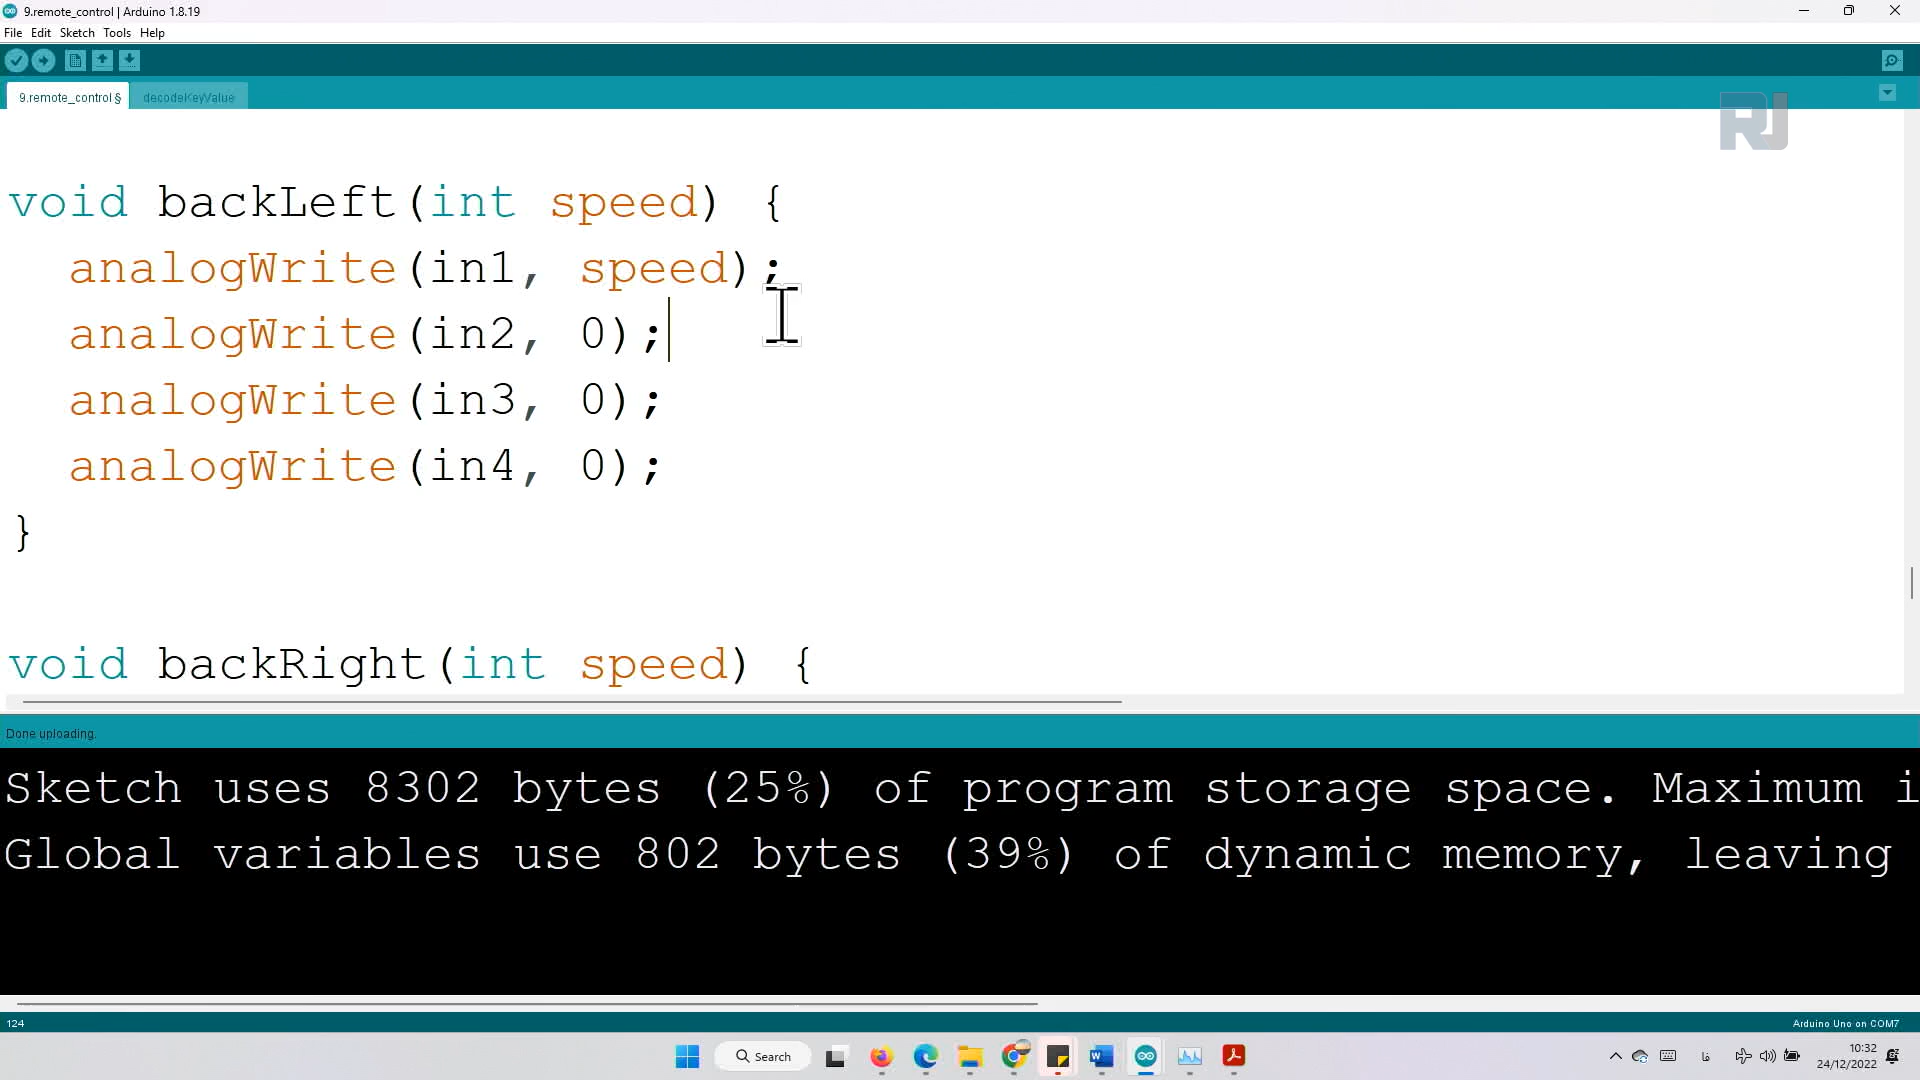 9.remote_control | Arduino 1.8.19
File Edit Sketch Tools Help
9.remote_control § decodeKeyValue
RJ
void backLeft(int speed) {
analogWrite(in1, speed);
analogWrite(in2, 0);
analogWrite(in3, 0);
analogWrite(in4, 0);
}
void backRight(int speed) {
Done uploading.
Sketch uses 8302 bytes (25%) of program storage space. Maximum i
Global variables use 802 bytes (39%) of dynamic memory, leaving
124
Arduino Uno on COM7
Search
10:32
24/12/2022